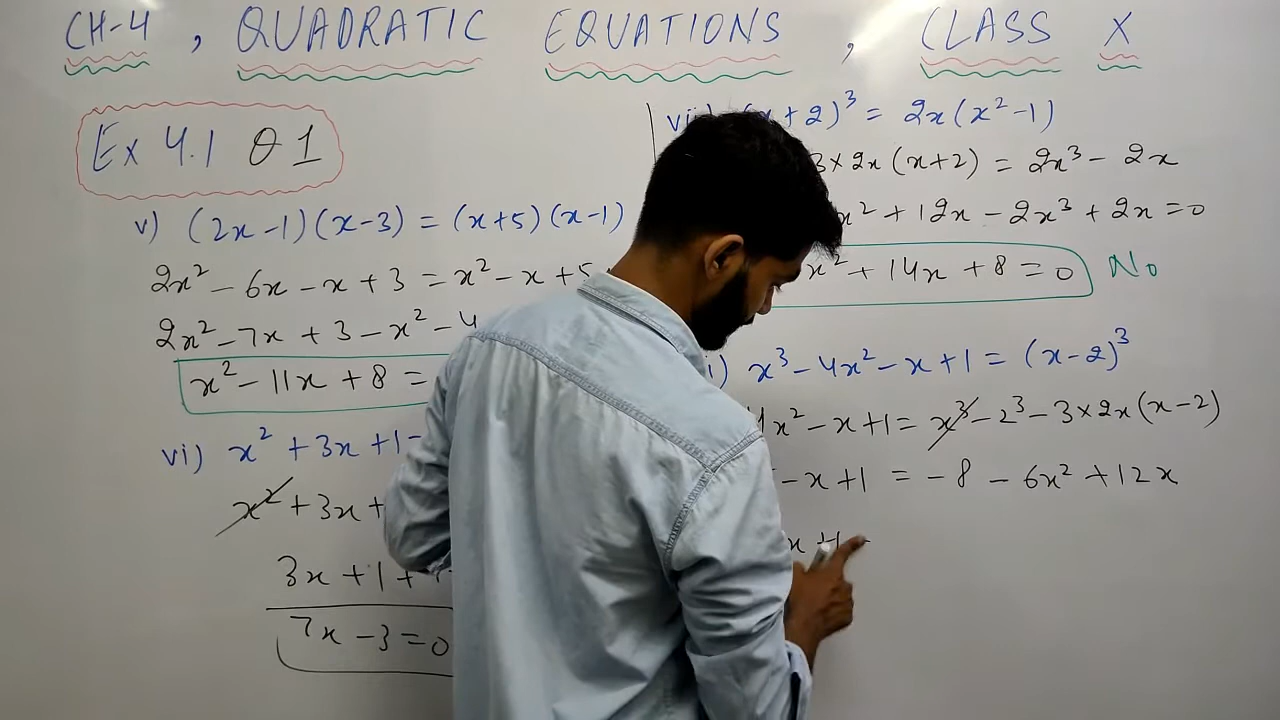 CH-4 , QUADRATIC EQUATIONS , CLASS X
Ex 4.1 Q1
v) (2x-1)(x-3) = (x+5)(x-1)
2x² - 6x - x + 3 = x² - x + 5
2x² - 7x + 3 - x² - 4
x² - 11x + 8 =
vi) x² + 3x + 1 =
x² + 3x +
3x + 1 +
7x - 3 = 0
+2)³ = 2x(x²-1)
3×2x(x+2) = 2x³ - 2x
x² + 12x - 2x³ + 2x = 0
x² + 14x + 8 = 0 No
) x³ - 4x² - x + 1 = (x-2)³
4x² - x + 1 = x³ - 2³ - 3×2x(x-2)
- x + 1 = -8 - 6x² + 12x
x +1